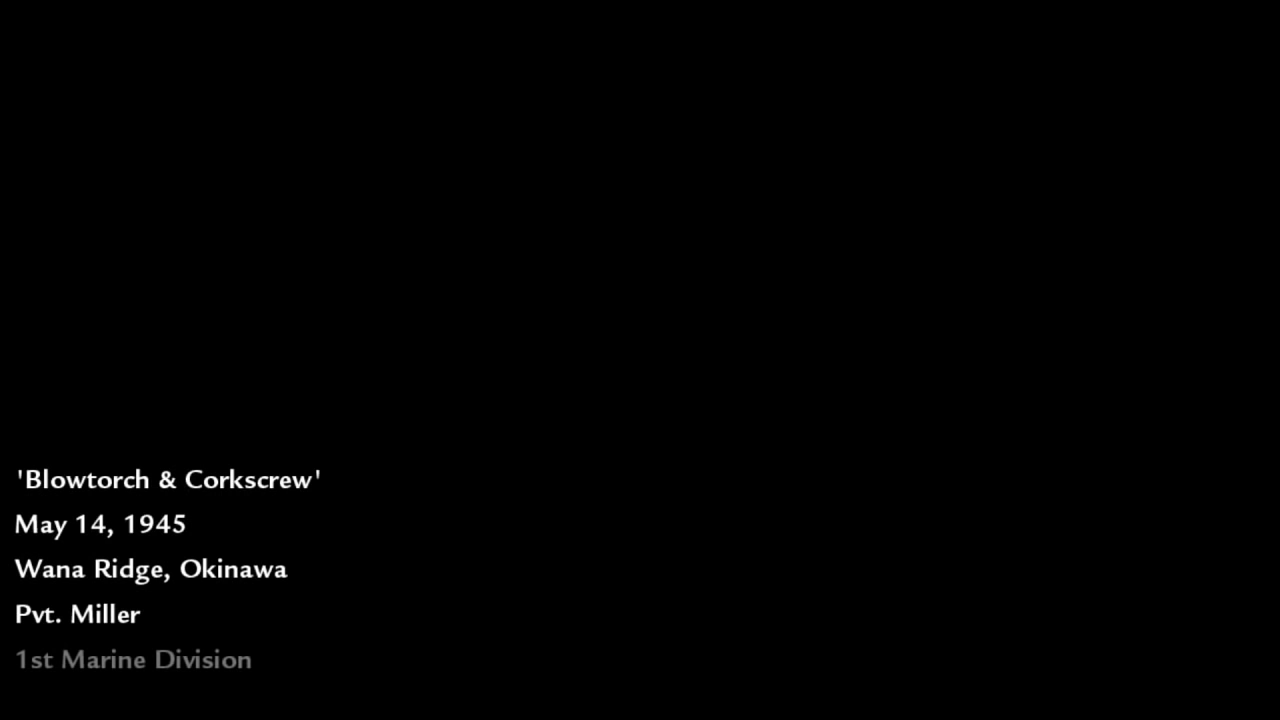 'Blowtorch & Corkscrew'
May 14, 1945
Wana Ridge, Okinawa
Pvt. Miller
1st Marine Division